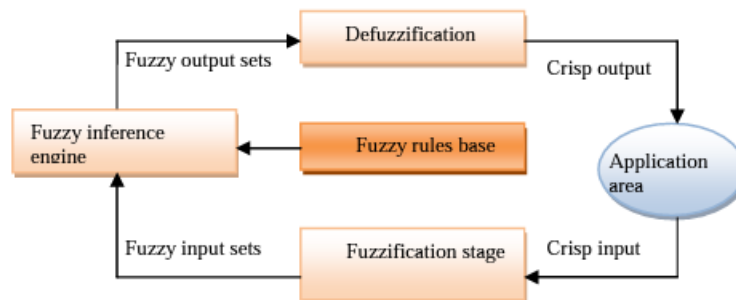 Defuzzification
Fuzzy output sets
Crisp output
Fuzzy inference
engine
Fuzzy rules base
Application
area
Fuzzy input sets
Fuzzification stage
Crisp input